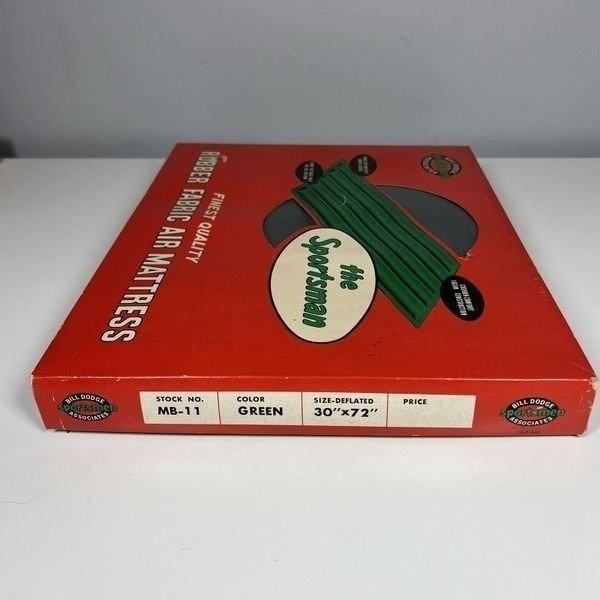 FINEST QUALITY
RUBBER FABRIC AIR MATTRESS
the
Sportsman
BILL DODGE
sportsmen
ASSOCIATES
STOCK NO.
MB-11
COLOR
GREEN
SIZE-DEFLATED
30"x72"
PRICE
BILL DODGE
sportsmen
ASSOCIATES
JAPAN